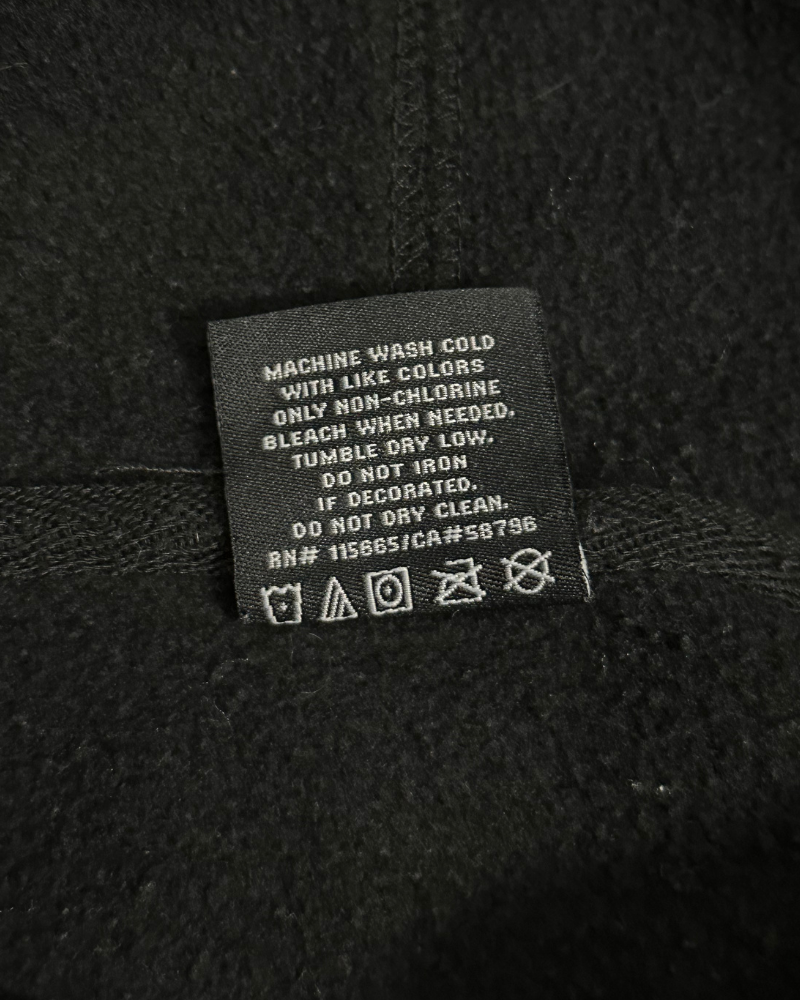 MACHINE WASH COLD
WITH LIKE COLORS
ONLY NON-CHLORINE
BLEACH WHEN NEEDED.
TUMBLE DRY LOW.
DO NOT IRON
IF DECORATED.
DO NOT DRY CLEAN.
RN# 115665/CA#58796